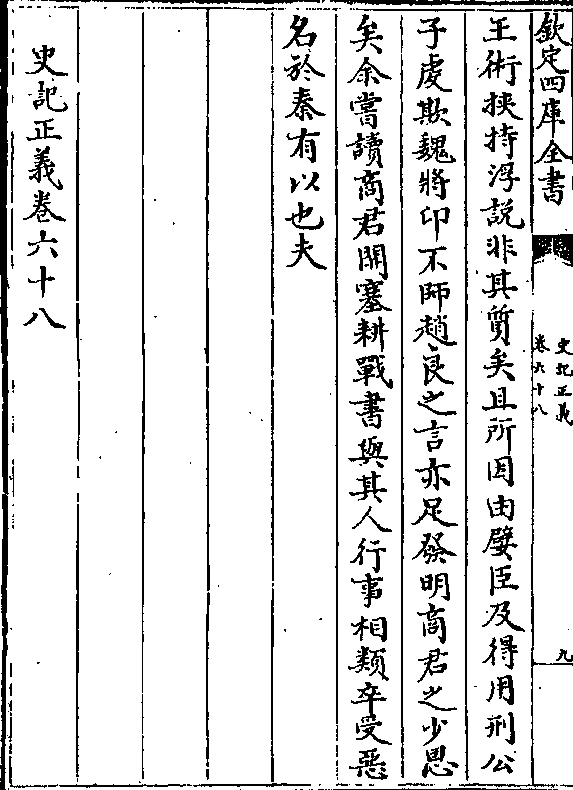 欽定四庫全書
史記正義
卷六十八
九
王術挾持浮說非其質矣且所因由嬖臣及得用刑公
子虔欺魏將卬不師趙良之言亦足發明商君之少恩
矣余嘗讀商君開塞耕戰書與其人行事相類卒受惡
名於秦有以也夫
史記正義卷六十八